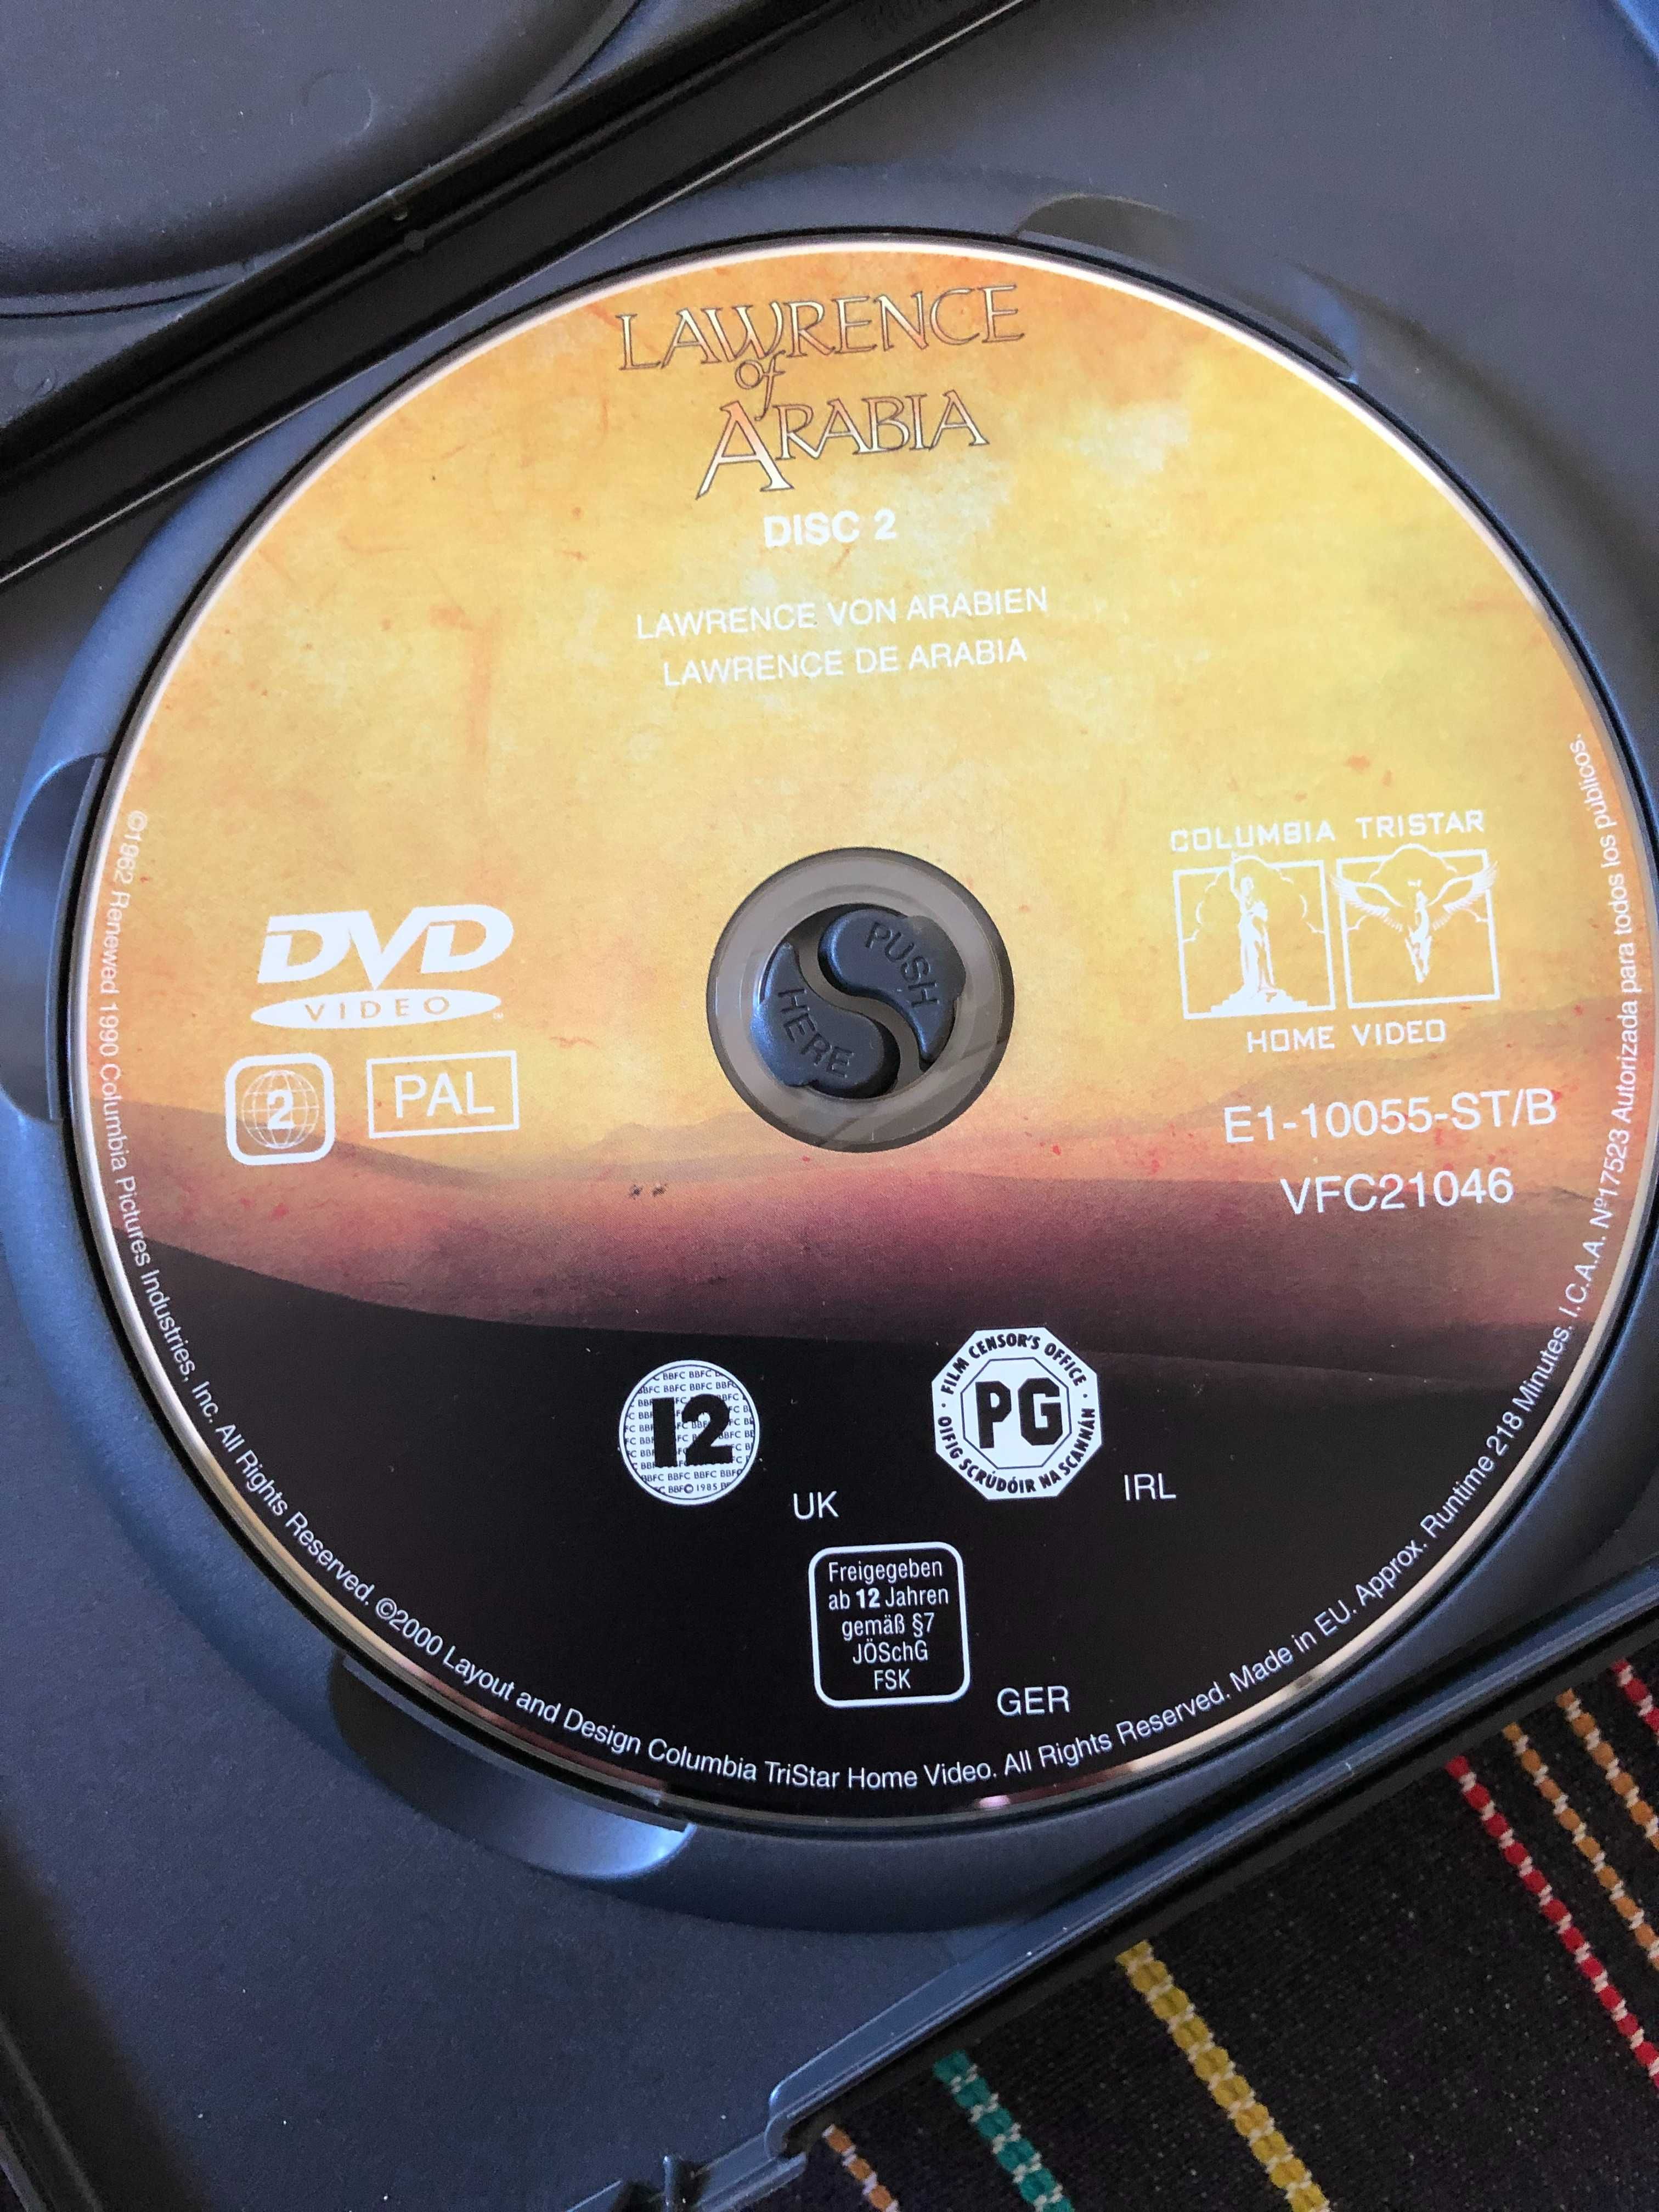 LAWRENCE
of
ARABIA
DISC 2
LAWRENCE VON ARABIEN
LAWRENCE DE ARABIA
DVD
VIDEO
2
PAL
PUSH
HERE
COLUMBIA TRISTAR
HOME VIDEO
E1-10055-ST/B
VFC21046
12
UK
FILM CENSOR'S OFFICE
PG
OIFIG SCRÚDÓIR NA SCANNÁN
IRL
Freigegeben
ab 12 Jahren
gemäß §7
JÖSchG
FSK
GER
©1962 Renewed 1990 Columbia Pictures Industries, Inc. All Rights Reserved. ©2000 Layout and Design Columbia TriStar Home Video. All Rights Reserved. Made in EU. Approx. Runtime 218 Minutes. I.C.A.A. Nº17523 Autorizada para todos los públicos.